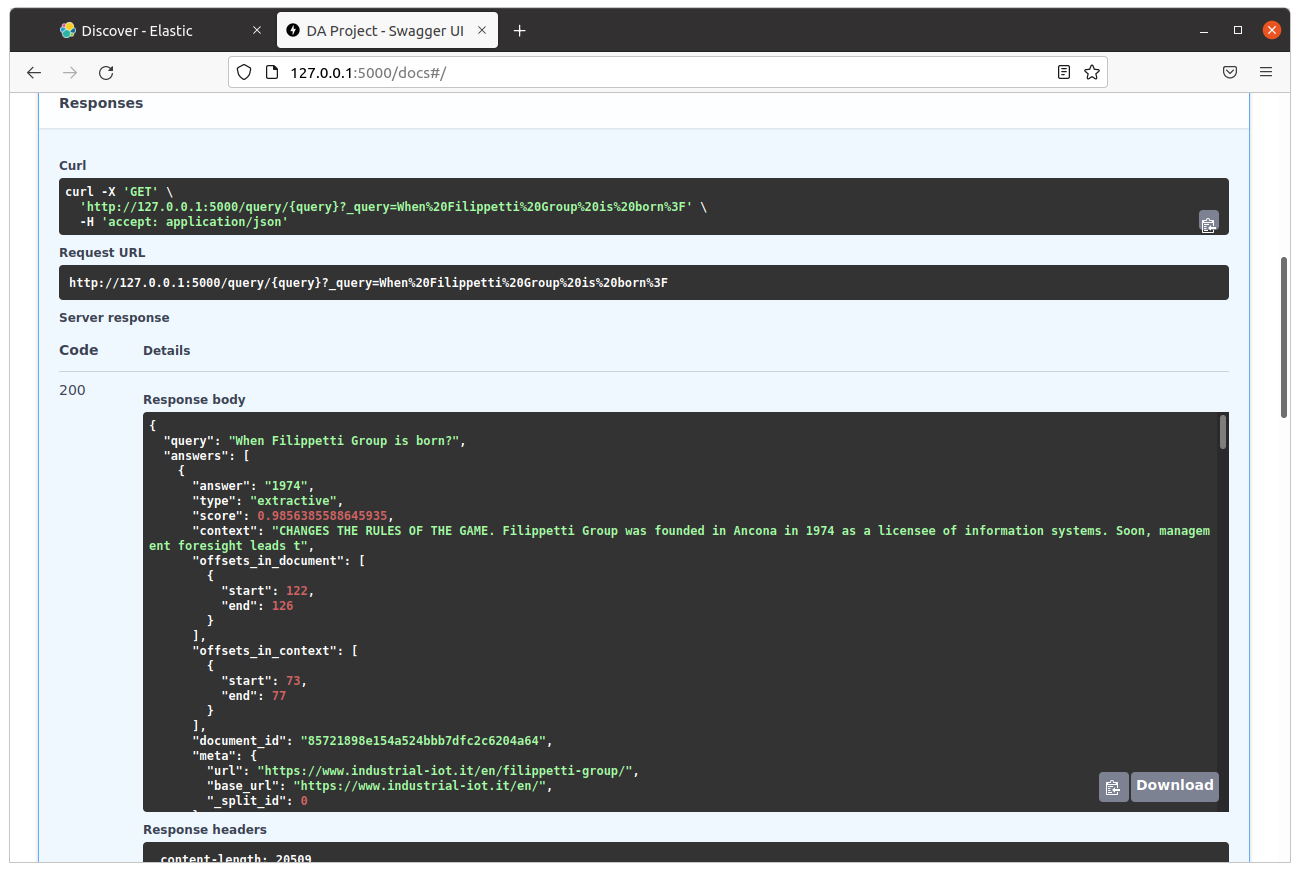 Discover - Elastic
DA Project - Swagger UI
127.0.0.1:5000/docs#/
Responses
Curl
curl -X 'GET' \
'http://127.0.0.1:5000/query/{query}?_query=When%20Filippetti%20Group%20is%20born%3F' \
-H 'accept: application/json'
Request URL
http://127.0.0.1:5000/query/{query}?_query=When%20Filippetti%20Group%20is%20born%3F
Server response
Code Details
200
Response body
{
"query": "When Filippetti Group is born?",
"answers": [
{
"answer": "1974",
"type": "extractive",
"score": 0.9856385588645935,
"context": "CHANGES THE RULES OF THE GAME. Filippetti Group was founded in Ancona in 1974 as a licensee of information systems. Soon, managem
ent foresight leads t",
"offsets_in_document": [
{
"start": 122,
"end": 126
}
],
"offsets_in_context": [
{
"start": 73,
"end": 77
}
],
"document_id": "85721898e154a524bbb7dfc2c6204a64",
"meta": {
"url": "https://www.industrial-iot.it/en/filippetti-group/",
"base_url": "https://www.industrial-iot.it/en/",
"_split_id": 0
Download
Response headers
content-length: 20509